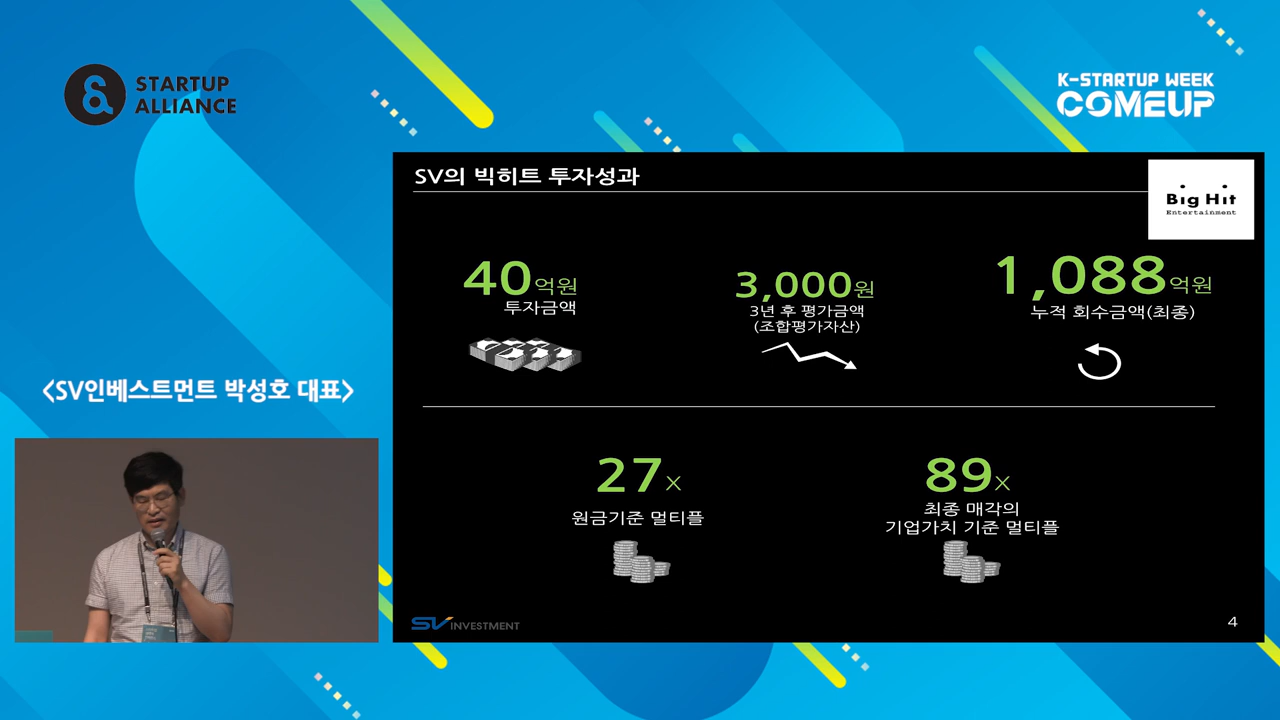 STARTUP
ALLIANCE
K-STARTUP WEEK
COMEUP
SV의 빅히트 투자성과
Big Hit
Entertainment
40억원
투자금액
3,000원
3년 후 평가금액
(조합평가자산)
1,088억원
누적 회수금액(최종)
27x
원금기준 멀티플
89x
최종 매각의
기업가치 기준 멀티플
<SV인베스트먼트 박성호 대표>
SV INVESTMENT
4